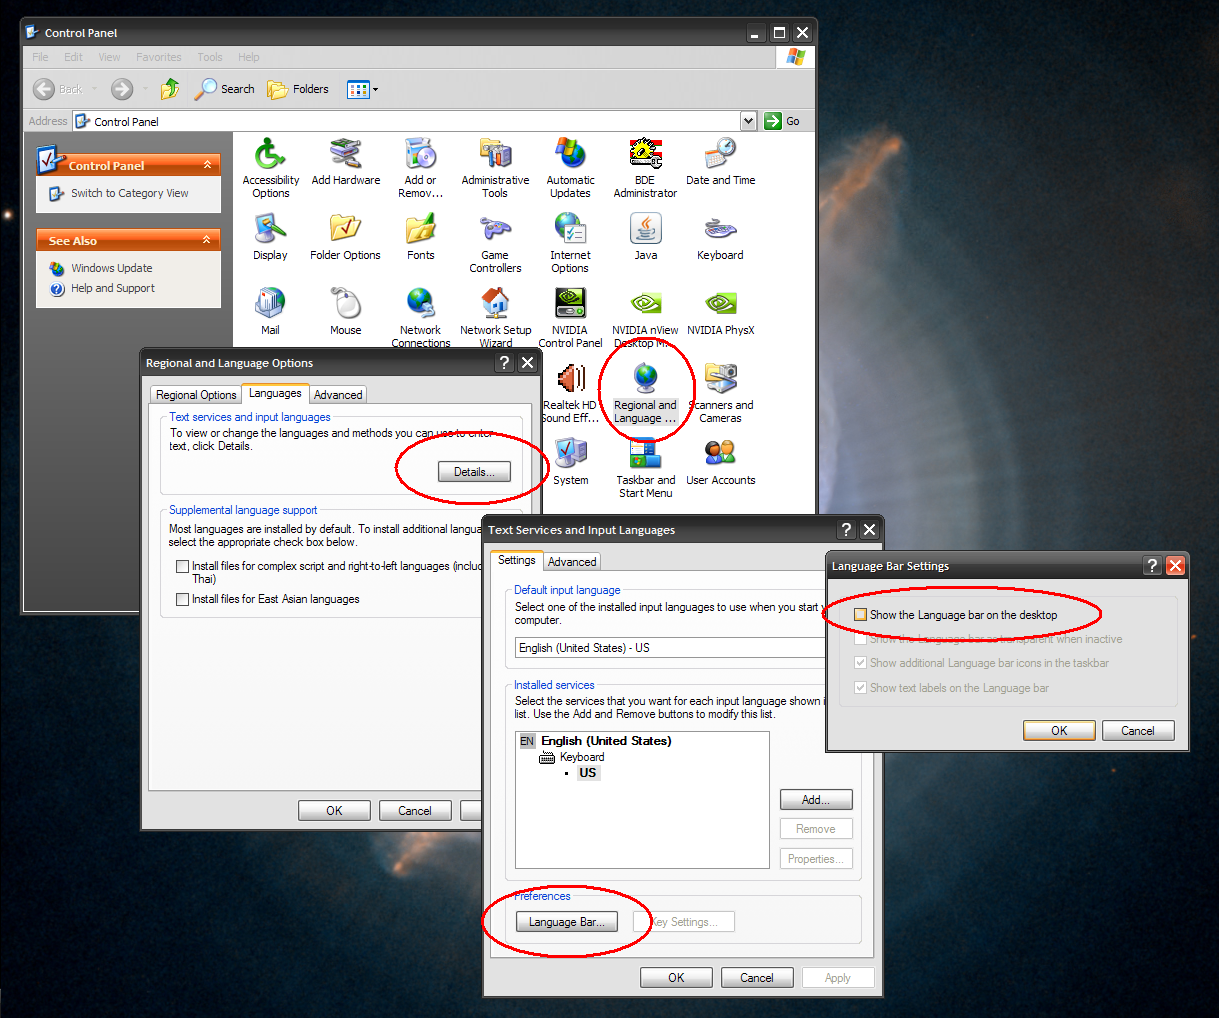 Control Panel
File Edit View Favorites Tools Help
Back Search Folders
Address Control Panel Go
Control Panel
Switch to Category View
See Also
Windows Update
Help and Support
Accessibility
Options
Add Hardware
Add or
Remov...
Administrative
Tools
Automatic
Updates
BDE
Administrator
Date and Time
Display
Folder Options
Fonts
Game
Controllers
Internet
Options
Java
Keyboard
Mail
Mouse
Network
Connections
Network Setup
Wizard
NVIDIA
Control Panel
NVIDIA nView
Desktop M...
NVIDIA PhysX
Realtek HD
Sound Eff...
Regional and
Language ...
Scanners and
Cameras
System
Taskbar and
Start Menu
User Accounts
Regional and Language Options
Regional Options Languages Advanced
Text services and input languages
To view or change the languages and methods you can use to enter
text, click Details.
Details...
Supplemental language support
Most languages are installed by default. To install additional
select the appropriate check box below.
Install files for complex script and right-to-left languages
Thai)
Install files for East Asian languages
OK Cancel
Text Services and Input Languages
Settings Advanced
Default input language
Select one of the installed input languages to use when you start
computer.
English (United States) - US
Installed services
Select the services that you want for each input language shown
list. Use the Add and Remove buttons to modify this list.
EN English (United States)
Keyboard
• US
Add...
Remove
Properties...
Preferences
Language Bar... Key Settings...
OK Cancel Apply
Language Bar Settings
Show the Language bar on the desktop
Show the Language bar as transparent when inactive
Show additional Language bar icons in the taskbar
Show text labels on the Language bar
OK Cancel